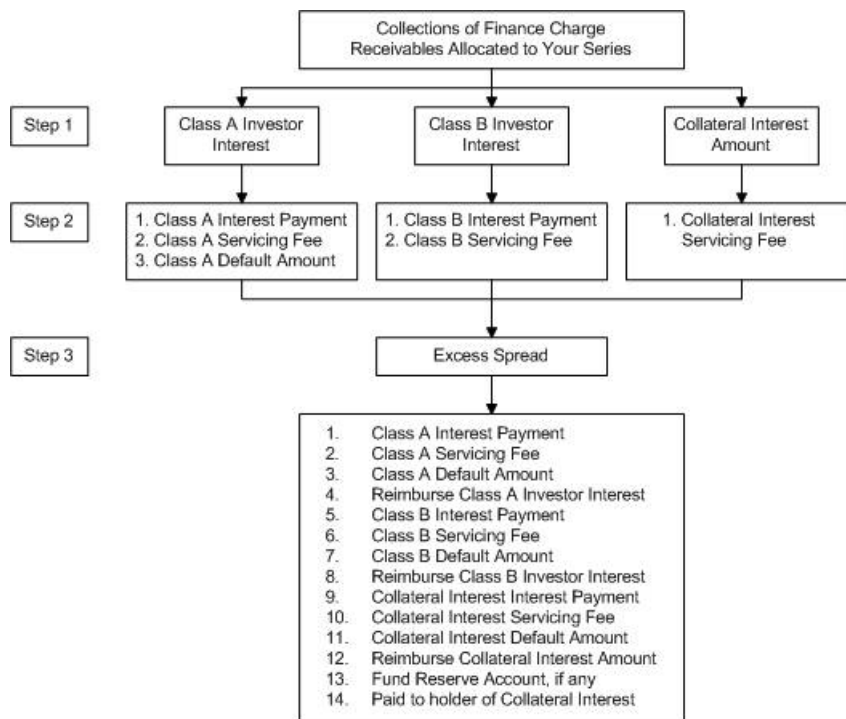 Collections of Finance Charge
Receivables Allocated to Your Series
Step 1
Class A Investor
Interest
Class B Investor
Interest
Collateral Interest
Amount
Step 2
1. Class A Interest Payment
2. Class A Servicing Fee
3. Class A Default Amount
1. Class B Interest Payment
2. Class B Servicing Fee
1. Collateral Interest
Servicing Fee
Step 3
Excess Spread
1. Class A Interest Payment
2. Class A Servicing Fee
3. Class A Default Amount
4. Reimburse Class A Investor Interest
5. Class B Interest Payment
6. Class B Servicing Fee
7. Class B Default Amount
8. Reimburse Class B Investor Interest
9. Collateral Interest Interest Payment
10. Collateral Interest Servicing Fee
11. Collateral Interest Default Amount
12. Reimburse Collateral Interest Amount
13. Fund Reserve Account, if any
14. Paid to holder of Collateral Interest